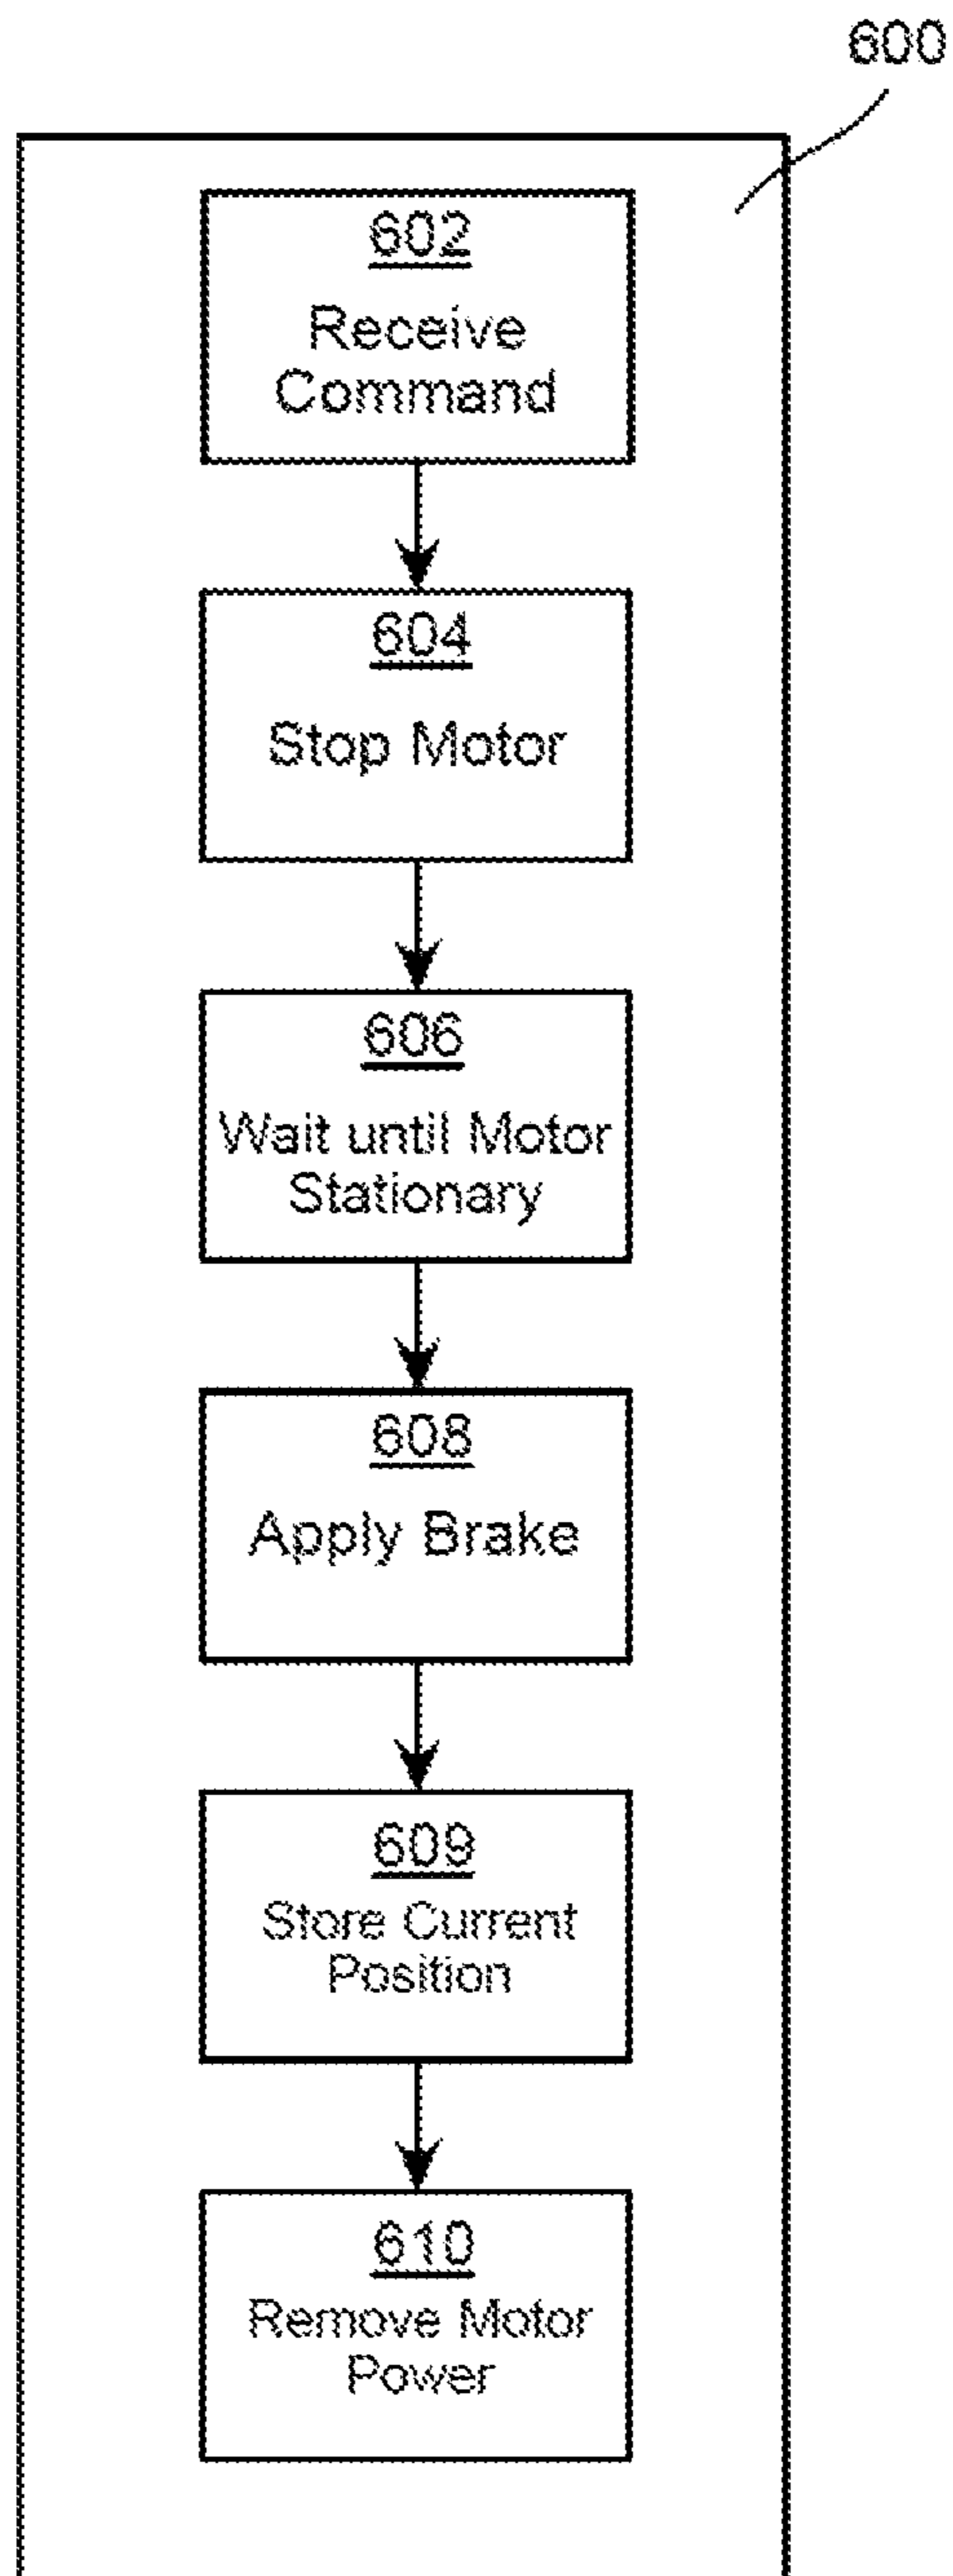 600
602
Receive
Command
604
Stop Motor
606
Wait until Motor
Stationary
608
Apply Brake
609
Store Current
Position
610
Remove Motor
Power